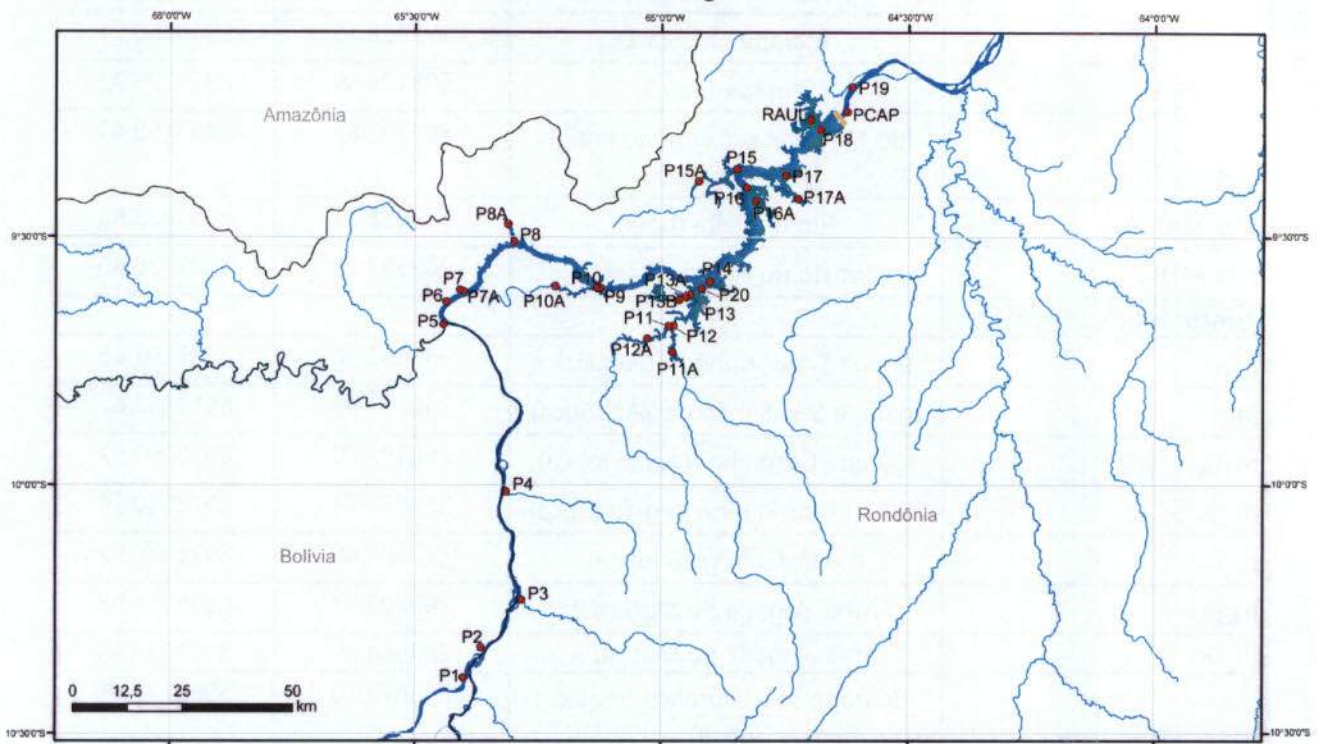 66°0'0"W 65°30'0"W 65°0'0"W 64°30'0"W 64°0'0"W
P19
Amazônia
RAUL PCAP
P18
P15
P15A P17
P16 P17A
P16A
P8A
9°30'0"S 9°30'0"S
P8
P14
P7 P10 P13A
P10A P9 P20
P6 P7A P13B
P13
P5 P11 P12
P12A
P11A
10°0'0"S P4 10°0'0"S
Rondônia
Bolívia
P3
P2
P1
0 12,5 25 50
km
10°30'0"S 10°30'0"S